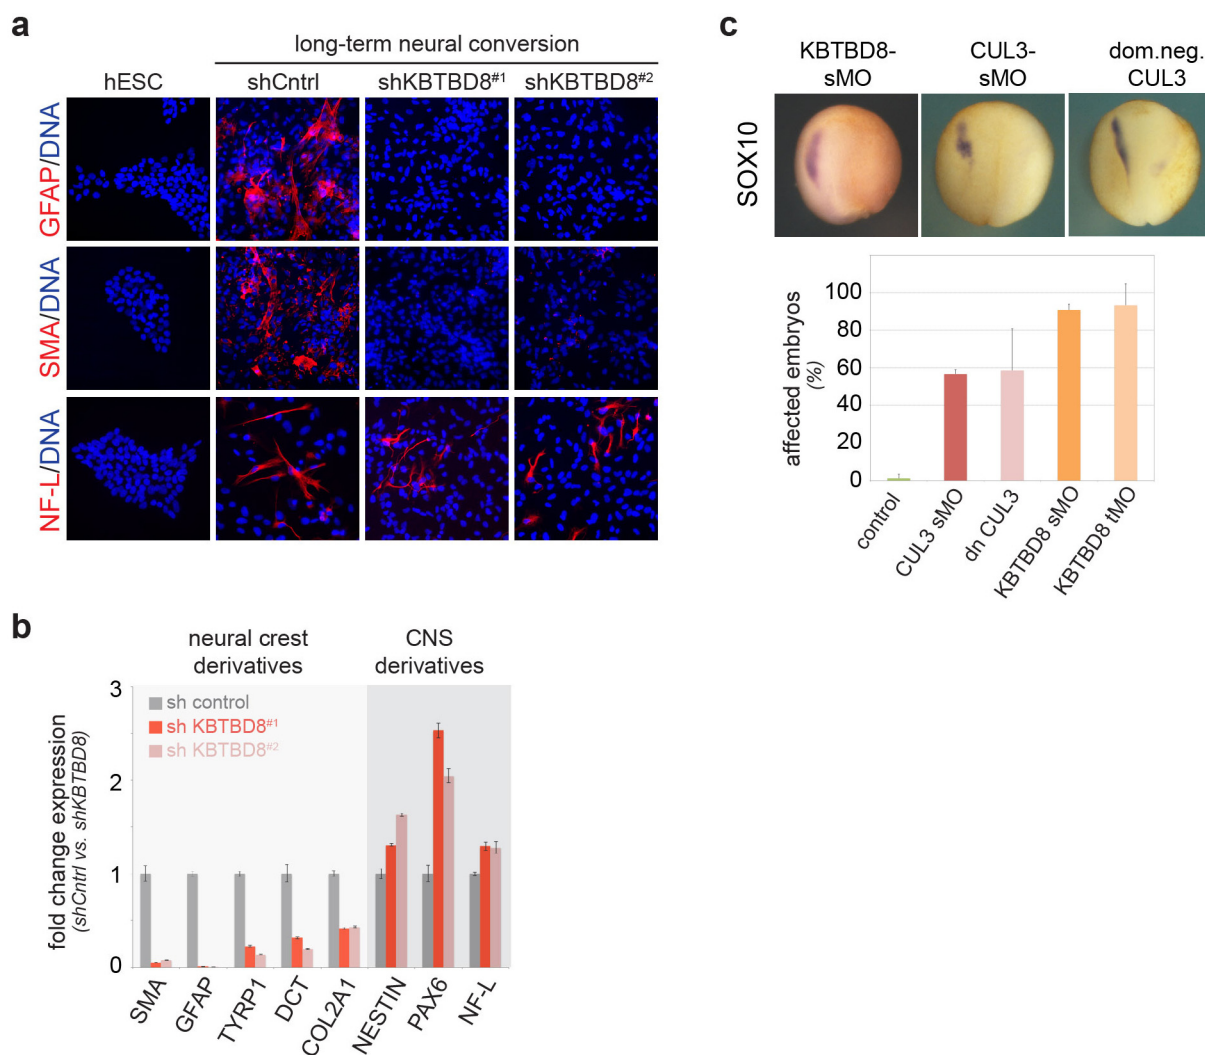 a
long-term neural conversion
hESC
shCntrl
shKBTBD8#1
shKBTBD8#2
GFAP/DNA
SMA/DNA
NF-L/DNA
c
KBTBD8-
sMO
CUL3-
sMO
dom.neg.
CUL3
SOX10
affected embryos
(%)
100
80
60
40
20
0
control
CUL3 sMO
dn CUL3
KBTBD8 sMO
KBTBD8 tMO
b
neural crest
derivatives
CNS
derivatives
fold change expression
(shCntrl vs. shKBTBD8)
3
2
1
0
sh control
sh KBTBD8#1
sh KBTBD8#2
SMA
GFAP
TYRP1
DCT
COL2A1
NESTIN
PAX6
NF-L